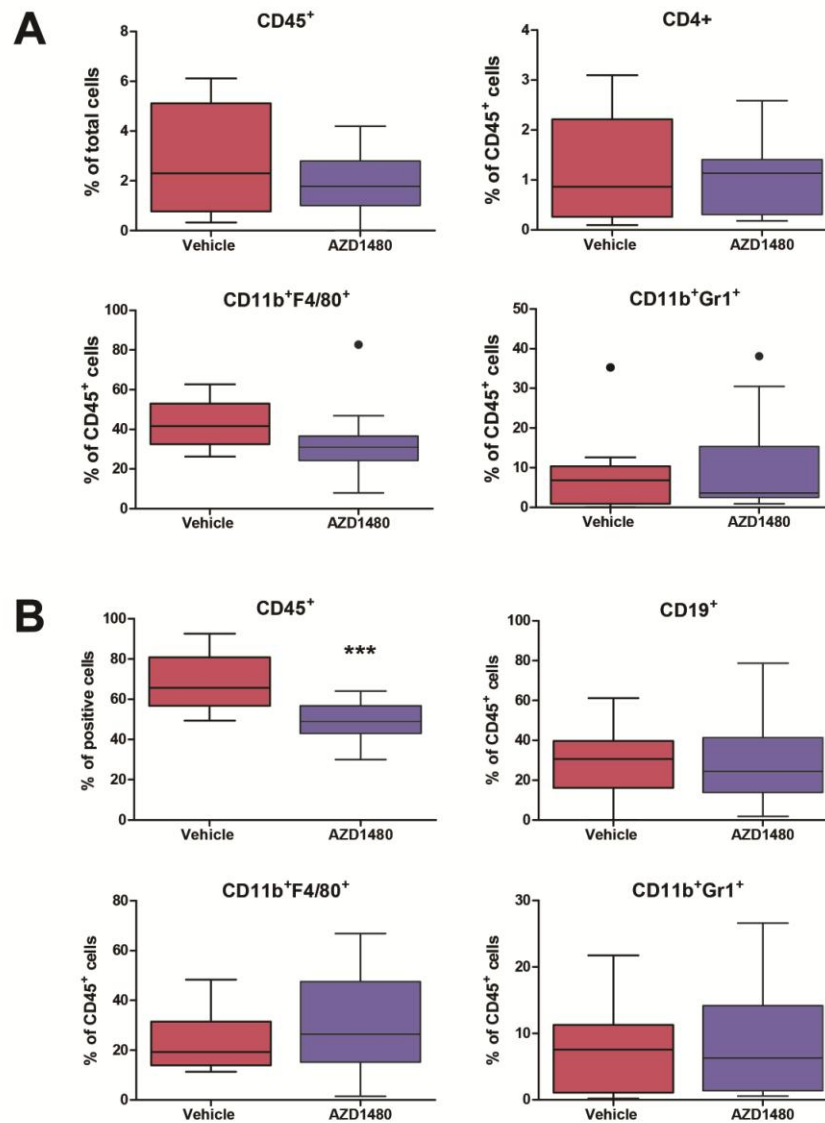 A
CD45⁺
% of total cells
8
6
4
2
0
Vehicle
AZD1480
CD4+
% of CD45⁺ cells
4
3
2
1
0
Vehicle
AZD1480
CD11b⁺F4/80⁺
% of CD45⁺ cells
100
80
60
40
20
0
Vehicle
AZD1480
CD11b⁺Gr1⁺
% of CD45⁺ cells
50
40
30
20
10
0
Vehicle
AZD1480
B
CD45⁺
% of positive cells
100
80
60
40
20
0
***
Vehicle
AZD1480
CD19⁺
% of CD45⁺ cells
100
80
60
40
20
0
Vehicle
AZD1480
CD11b⁺F4/80⁺
% of CD45⁺ cells
80
60
40
20
0
Vehicle
AZD1480
CD11b⁺Gr1⁺
% of CD45⁺ cells
30
20
10
0
Vehicle
AZD1480